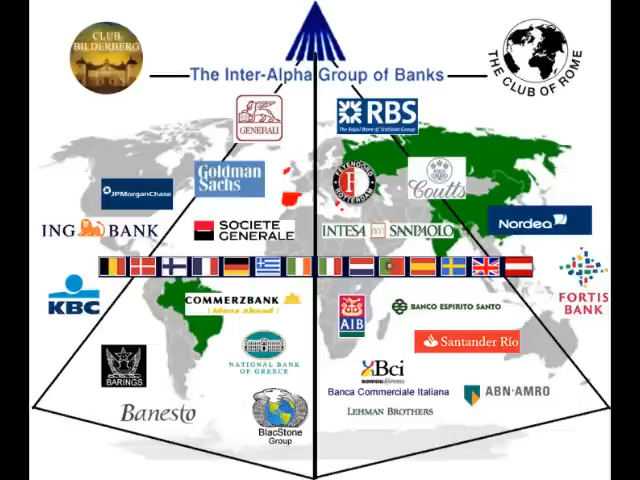 CLUB
BILDERBERG
The Inter-Alpha Group of Banks
THE CLUB OF ROME
GENERALI
RBS
The Royal Bank of Scotland Group
Goldman
Sachs
JPMorganChase
FEYENOORD
ROTTERDAM
F
Coutts
ING BANK
SOCIETE
GENERALE
INTESA SANPAOLO
Nordea
KBC
COMMERZBANK
ideas ahead
AIB
BANCO ESPIRITO SANTO
FORTIS
BANK
Santander Río
NATIONAL BANK
OF GREECE
BARINGS
Bci
somos diferentes
Banca Commerciale Italiana
ABN·AMRO
Banesto
BlacStone
Group
LEHMAN BROTHERS